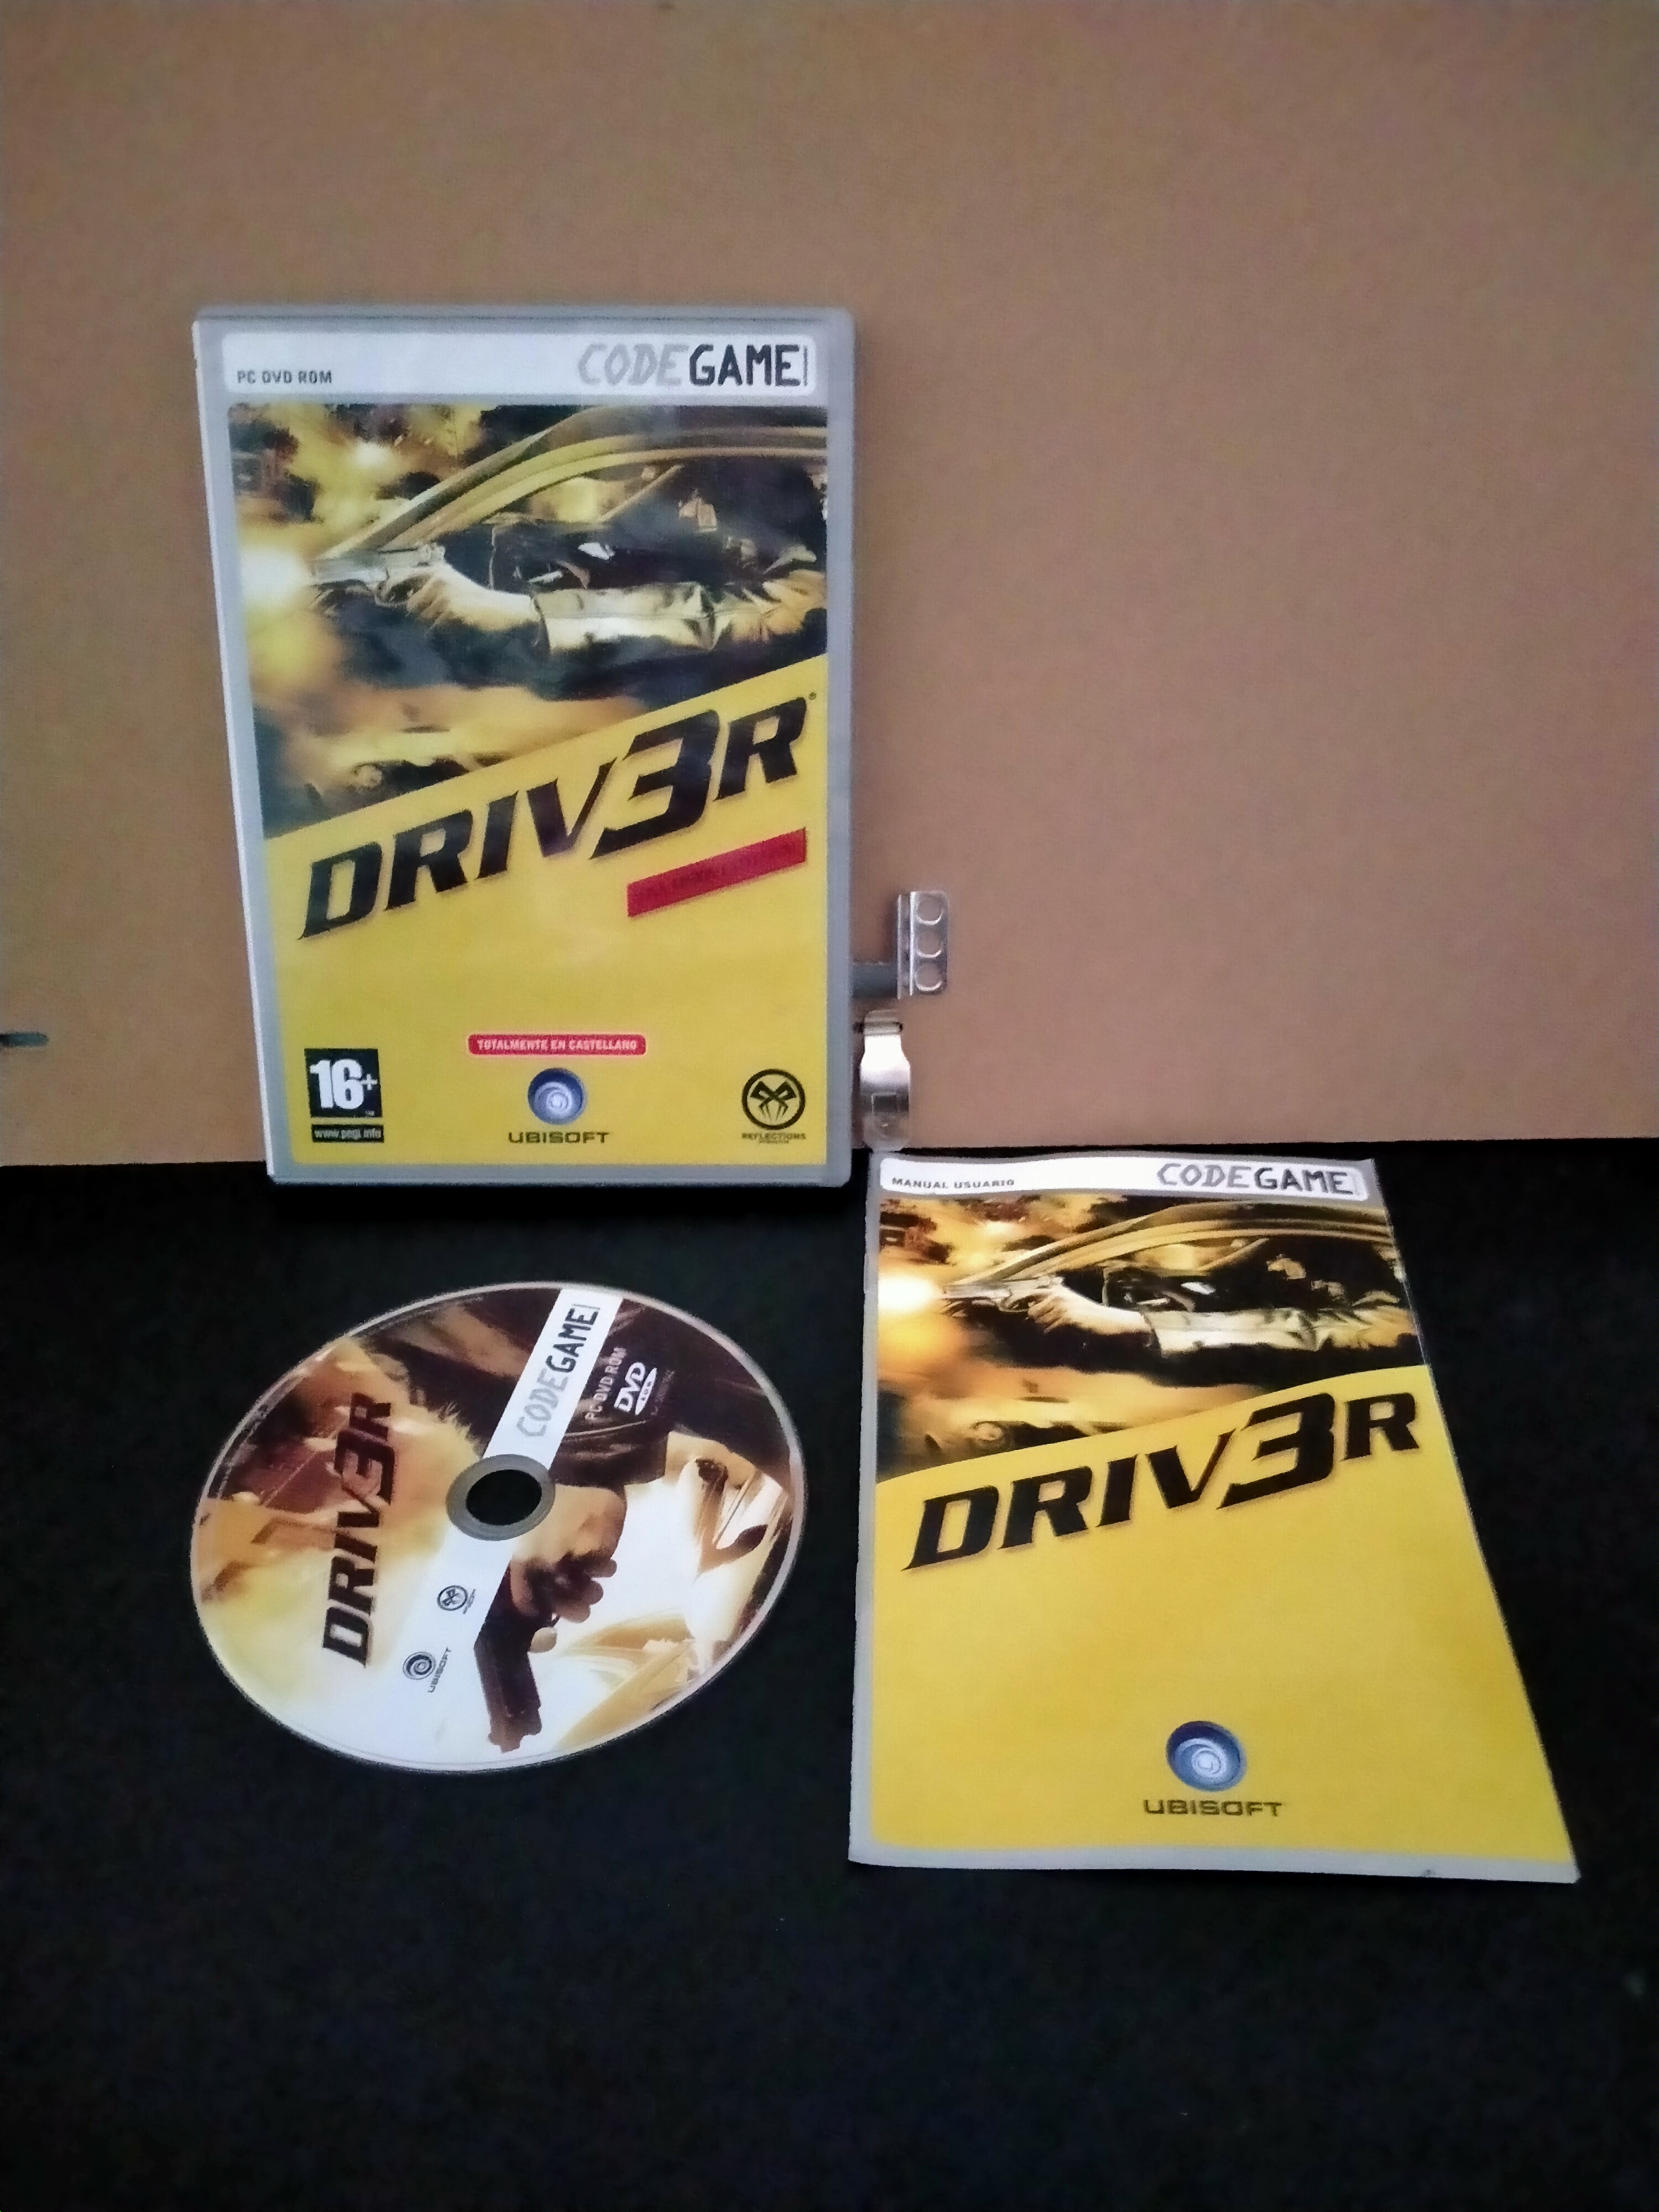 PC DVD ROM
CODEGAME
DRIV3R®
TOTALMENTE EN CASTELLANO
16+
www.pegi.info
UBISOFT
REFLECTIONS
MANUAL USUARIO
CODEGAME
DRIV3R
UBISOFT
CODEGAME
PC DVD ROM
DVD
ROM
DRIV3R
UBISOFT